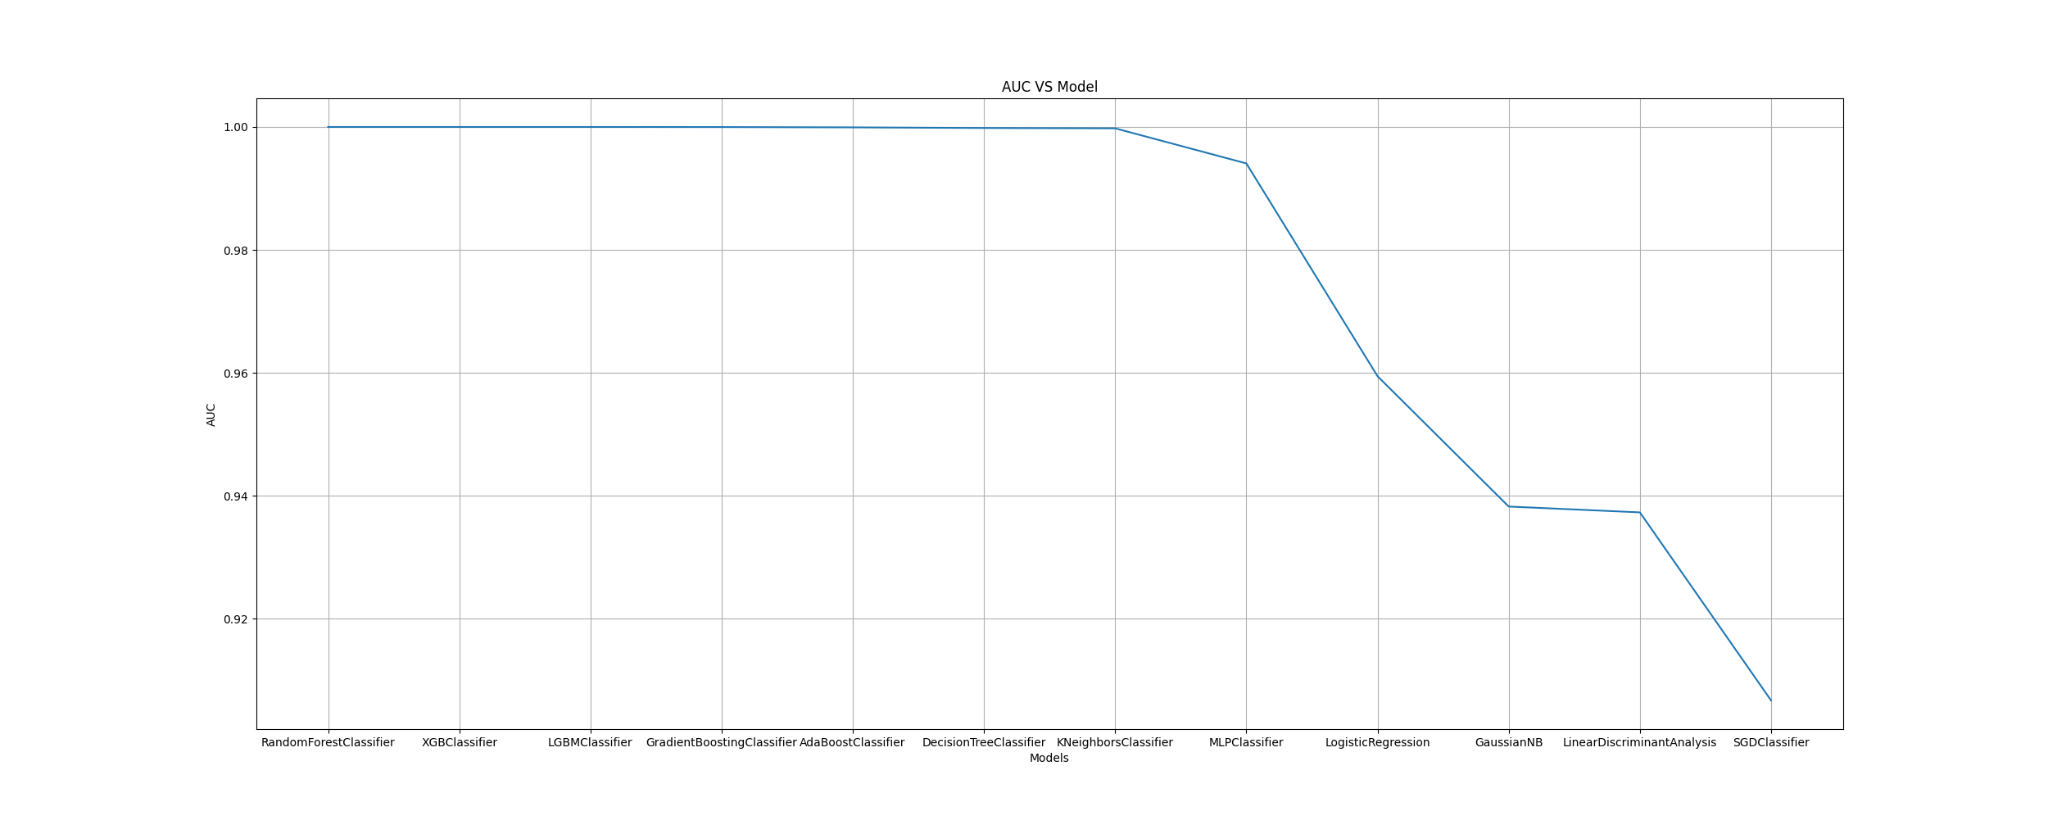 AUC VS Model
1.00
0.98
0.96
0.94
0.92
AUC
RandomForestClassifier XGBClassifier LGBMClassifier GradientBoostingClassifier AdaBoostClassifier DecisionTreeClassifier KNeighborsClassifier MLPClassifier LogisticRegression GaussianNB LinearDiscriminantAnalysis SGDClassifier
Models